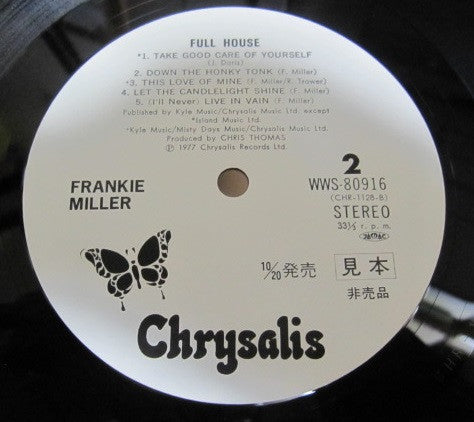 FULL HOUSE
*1. TAKE GOOD CARE OF YOURSELF
(J. Doris)
2. DOWN THE HONKY TONK (F. Miller)
*3. THIS LOVE OF MINE (F. Miller/R. Trower)
4. LET THE CANDLELIGHT SHINE (F. Miller)
5. (I'll Never) LIVE IN VAIN (F. Miller)
Published by Kyle Music/Chrysalis Music Ltd. except
*Island Music Ltd.
*Kyle Music/Misty Days Music/Chrysalis Music Ltd.
Produced by CHRIS THOMAS
Ⓟ 1977 Chrysalis Records Ltd.
FRANKIE
MILLER
2
WWS-80916
(CHR-1128-B)
STEREO
33⅓ r. p. m.
JASRAC
10/20発売
見本
非売品
Chrysalis